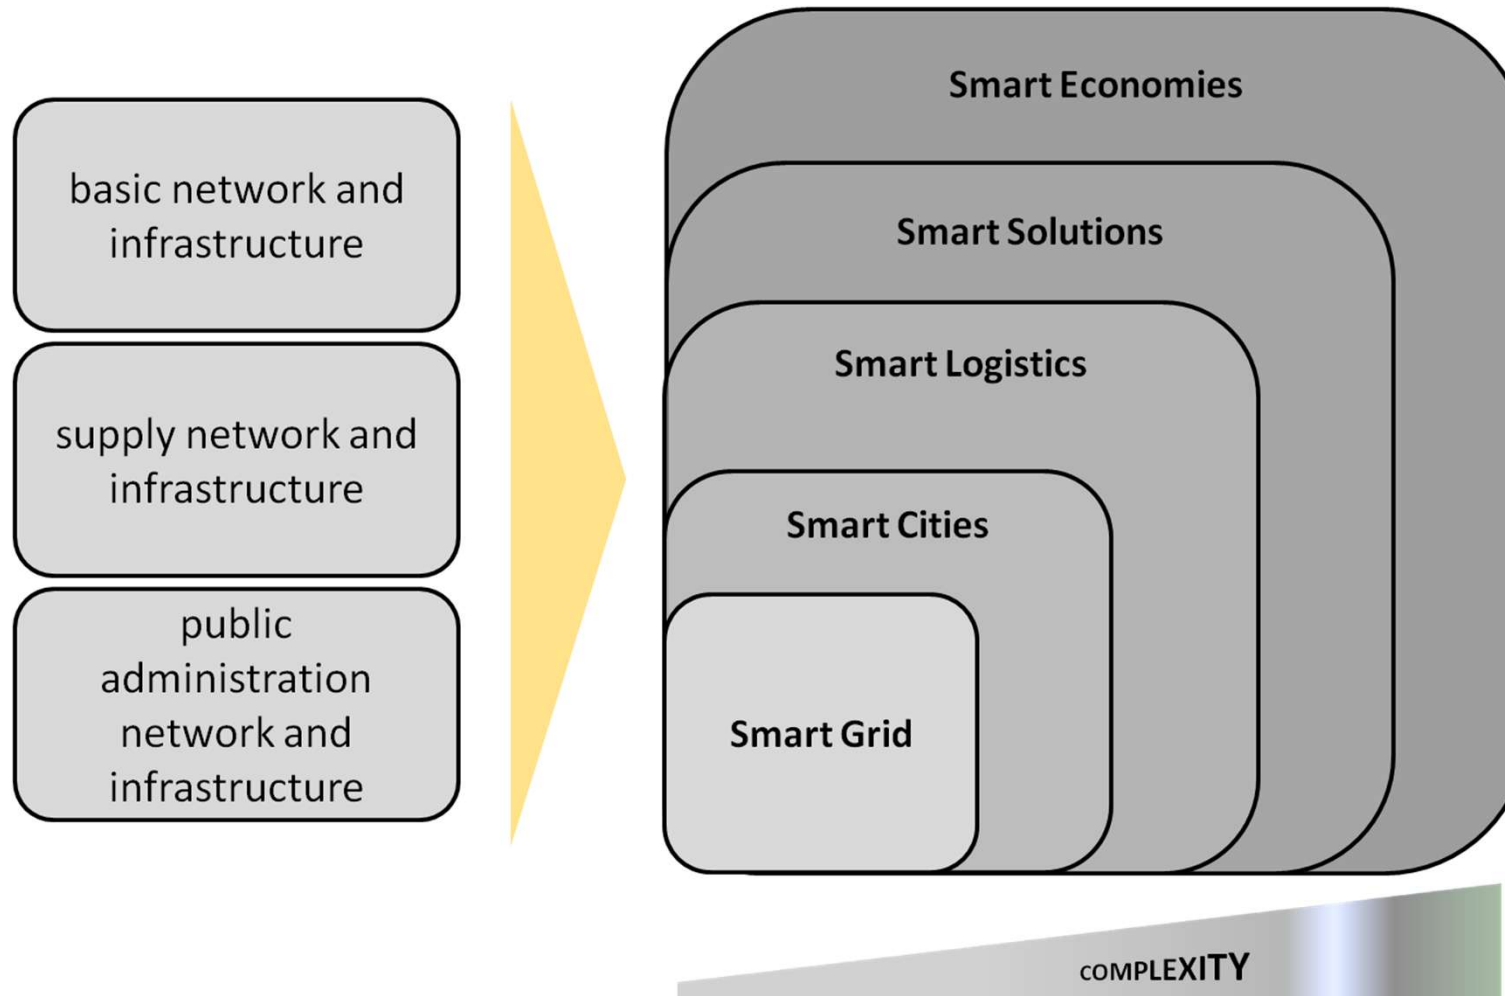 basic network and
infrastructure
supply network and
infrastructure
public
administration
network and
infrastructure
Smart Economies
Smart Solutions
Smart Logistics
Smart Cities
Smart Grid
COMPLEXITY